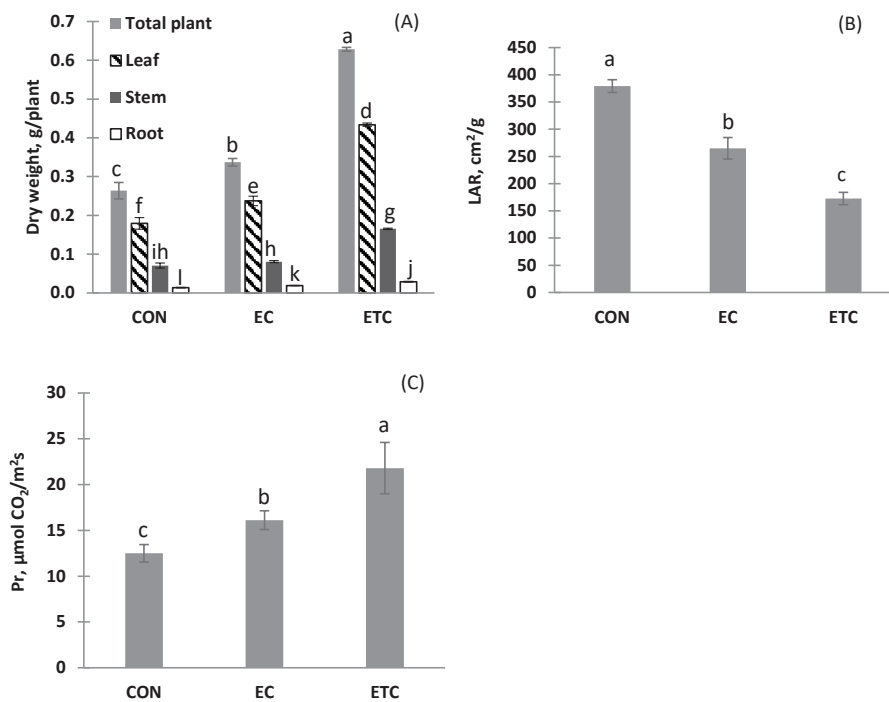 (A)
Total plant
Leaf
Stem
Root
Dry weight, g/plant
0.7
0.6
0.5
0.4
0.3
0.2
0.1
0.0
c
f
ih
l
b
e
h
k
a
d
g
j
CON
EC
ETC
(B)
LAR, cm²/g
450
400
350
300
250
200
150
100
50
0
a
b
c
CON
EC
ETC
(C)
Pr, μmol CO₂/m²s
30
25
20
15
10
5
0
c
b
a
CON
EC
ETC